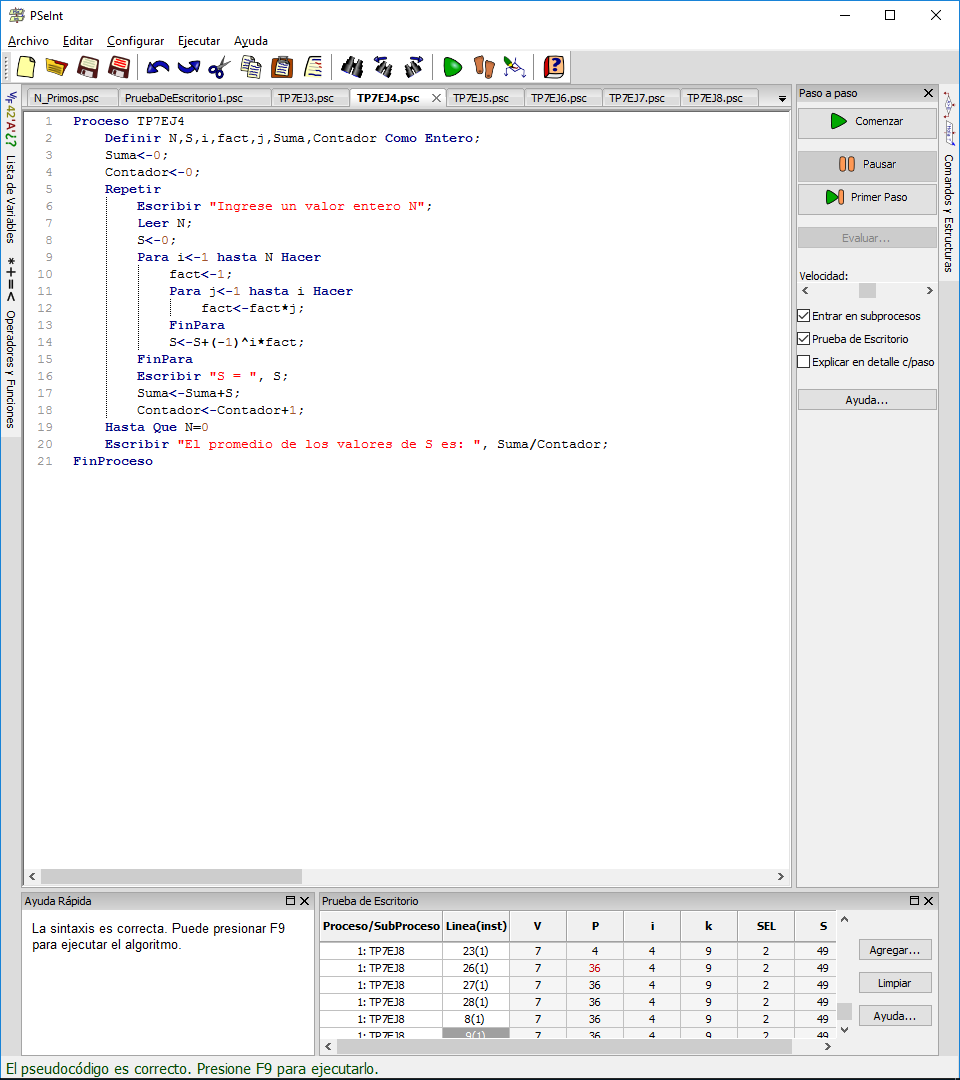 PSeInt
Archivo Editar Configurar Ejecutar Ayuda
N_Primos.psc PruebaDeEscritorio1.psc TP7EJ3.psc TP7EJ4.psc TP7EJ5.psc TP7EJ6.psc TP7EJ7.psc TP7EJ8.psc
Lista de Variables
*+=< Operadores y Funciones
1 Proceso TP7EJ4
2 Definir N,S,i,fact,j,Suma,Contador Como Entero;
3 Suma<-0;
4 Contador<-0;
5 Repetir
6 Escribir "Ingrese un valor entero N";
7 Leer N;
8 S<-0;
9 Para i<-1 hasta N Hacer
10 fact<-1;
11 Para j<-1 hasta i Hacer
12 fact<-fact*j;
13 FinPara
14 S<-S+(-1)^i*fact;
15 FinPara
16 Escribir "S = ", S;
17 Suma<-Suma+S;
18 Contador<-Contador+1;
19 Hasta Que N=0
20 Escribir "El promedio de los valores de S es: ", Suma/Contador;
21 FinProceso
Paso a paso
Comenzar
Pausar
Primer Paso
Evaluar...
Velocidad:
Entrar en subprocesos
Prueba de Escritorio
Explicar en detalle c/paso
Ayuda...
Comandos y Estructuras
Ayuda Rápida
La sintaxis es correcta. Puede presionar F9
para ejecutar el algoritmo.
Prueba de Escritorio
Proceso/SubProceso Linea(inst) V P i k SEL S
1: TP7EJ8 23(1) 7 4 4 9 2 49
1: TP7EJ8 26(1) 7 36 4 9 2 49
1: TP7EJ8 27(1) 7 36 4 9 2 49
1: TP7EJ8 28(1) 7 36 4 9 2 49
1: TP7EJ8 8(1) 7 36 4 9 2 49
1: TP7EJ8 9(1) 7 36 4 9 2 49
Agregar...
Limpiar
Ayuda...
El pseudocódigo es correcto. Presione F9 para ejecutarlo.